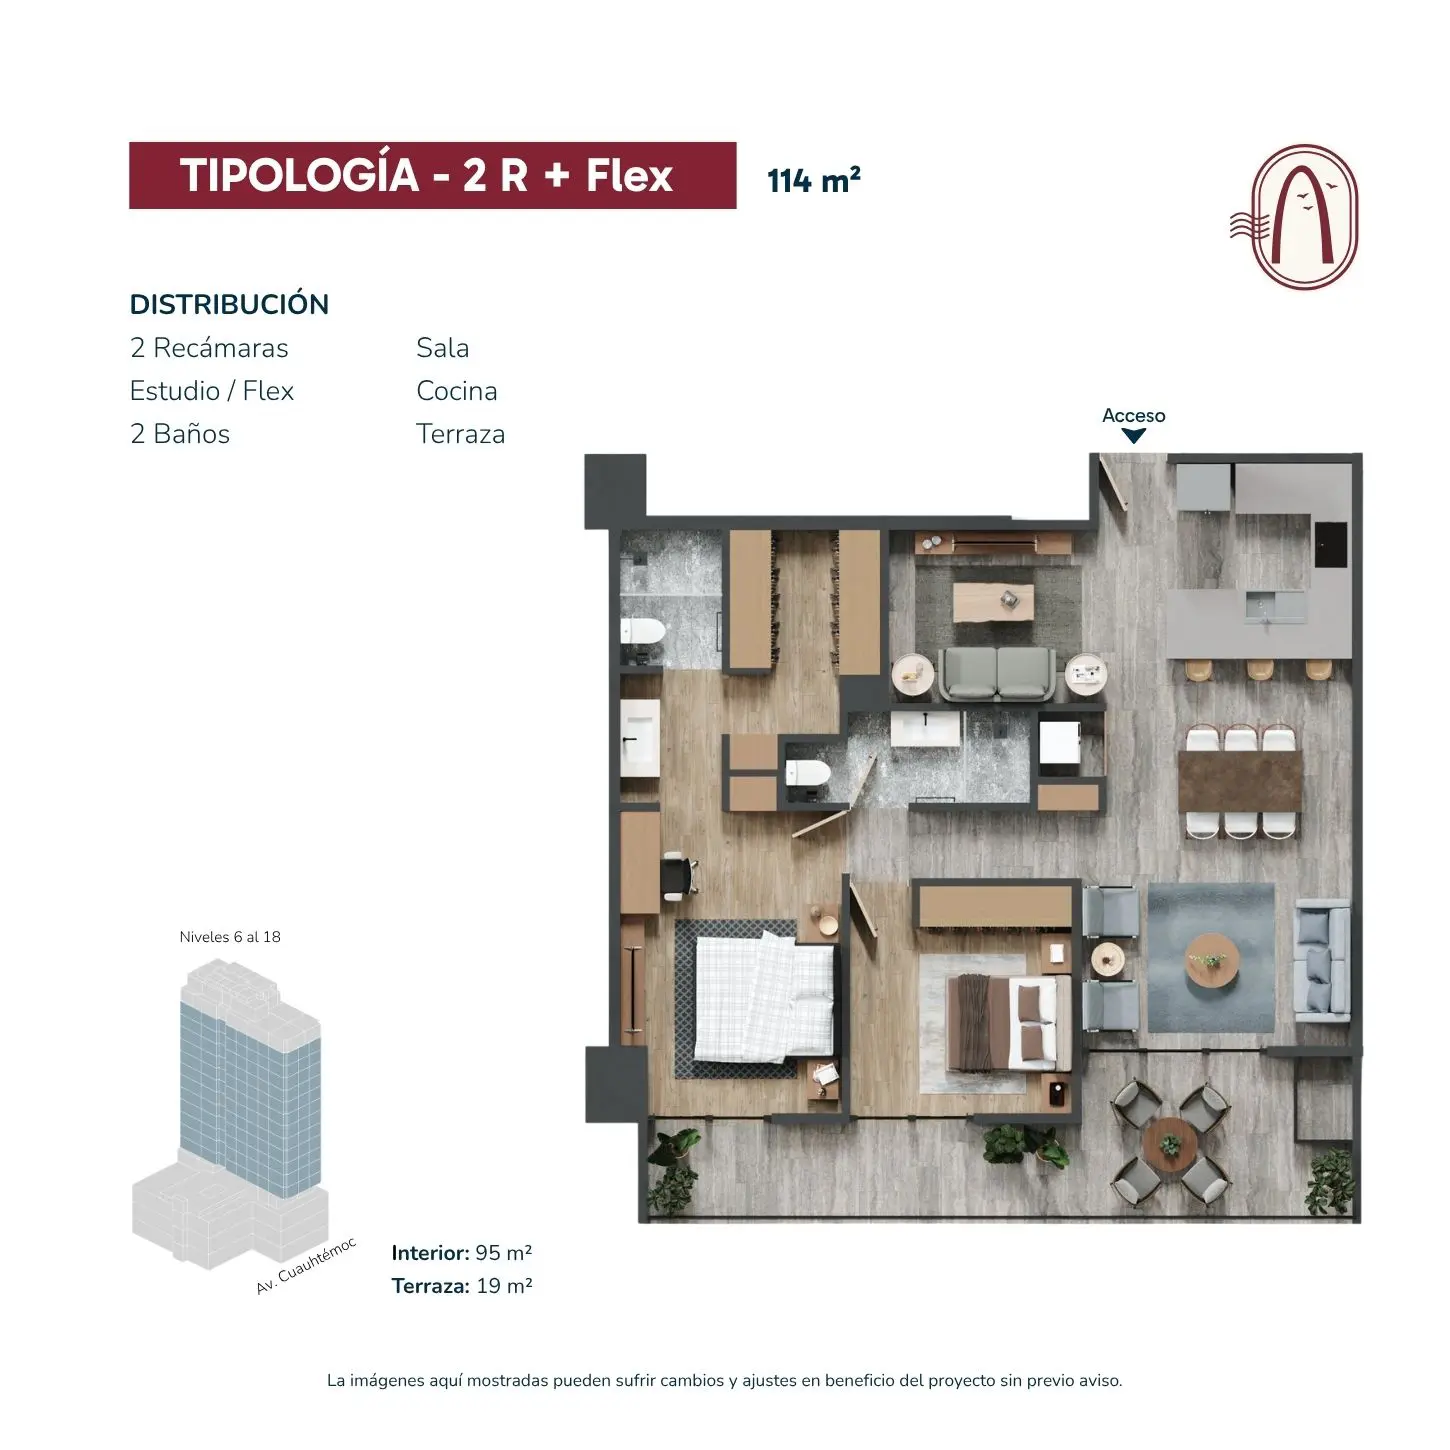 TIPOLOGÍA - 2 R + Flex
114 m²
DISTRIBUCIÓN
2 Recámaras
Estudio / Flex
2 Baños
Sala
Cocina
Terraza
Acceso
Niveles 6 al 18
Av. Cuauhtémoc
Interior: 95 m²
Terraza: 19 m²
La imágenes aquí mostradas pueden sufrir cambios y ajustes en beneficio del proyecto sin previo aviso.